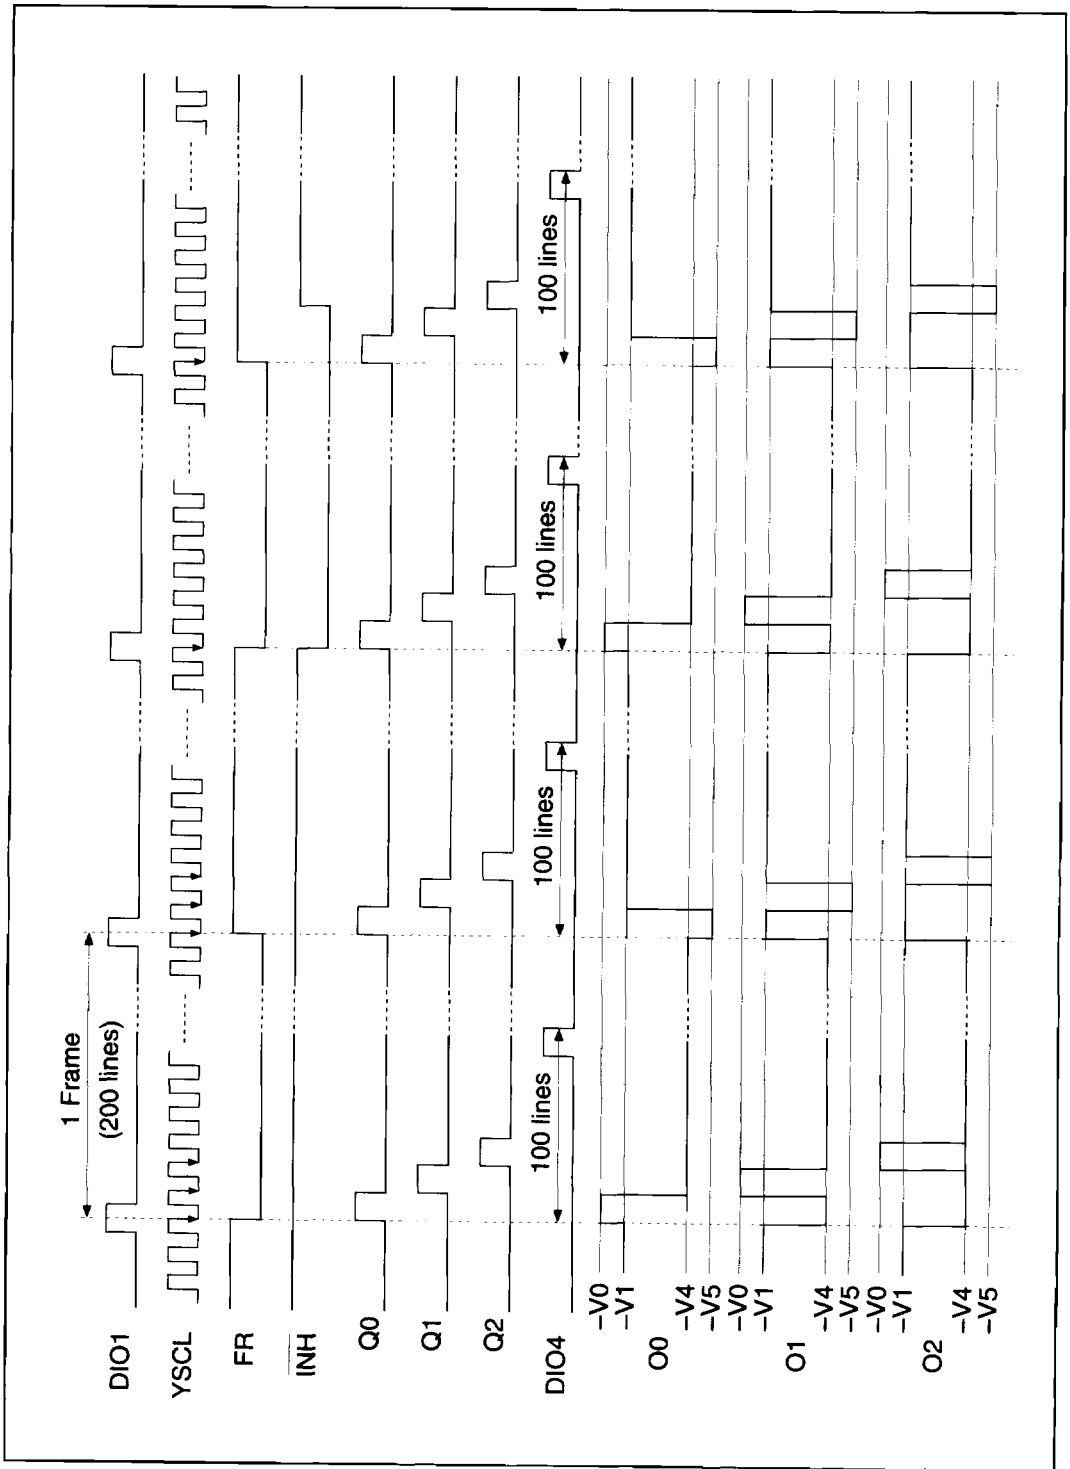 1 Frame
(200 lines)
DIO1
YSCL
FR
INH
Q0
Q1
Q2
DIO4
100 lines
100 lines
100 lines
100 lines
O0
–V0
–V1
–V4
–V5
O1
–V0
–V1
–V4
–V5
O2
–V0
–V1
–V4
–V5